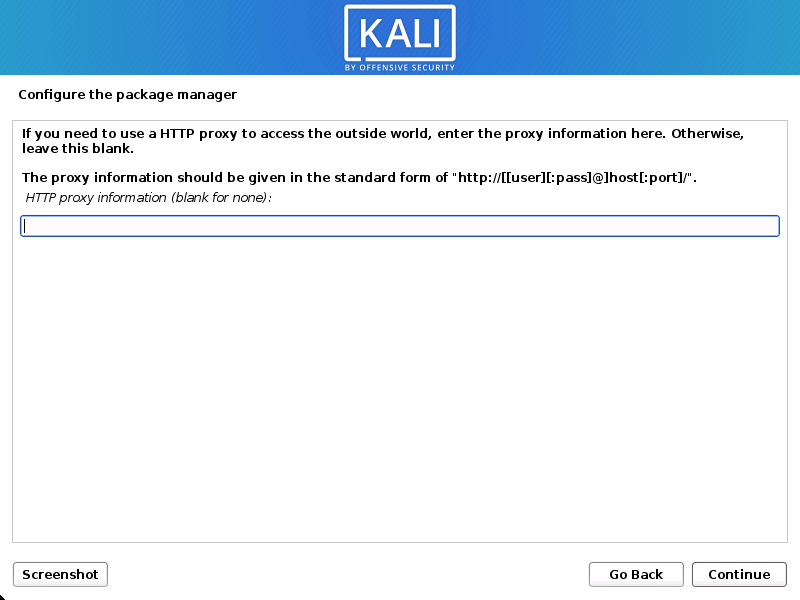 KALI
BY OFFENSIVE SECURITY
Configure the package manager
If you need to use a HTTP proxy to access the outside world, enter the proxy information here. Otherwise,
leave this blank.
The proxy information should be given in the standard form of "http://[[user][:pass]@]host[:port]/".
HTTP proxy information (blank for none):
Screenshot
Go Back
Continue